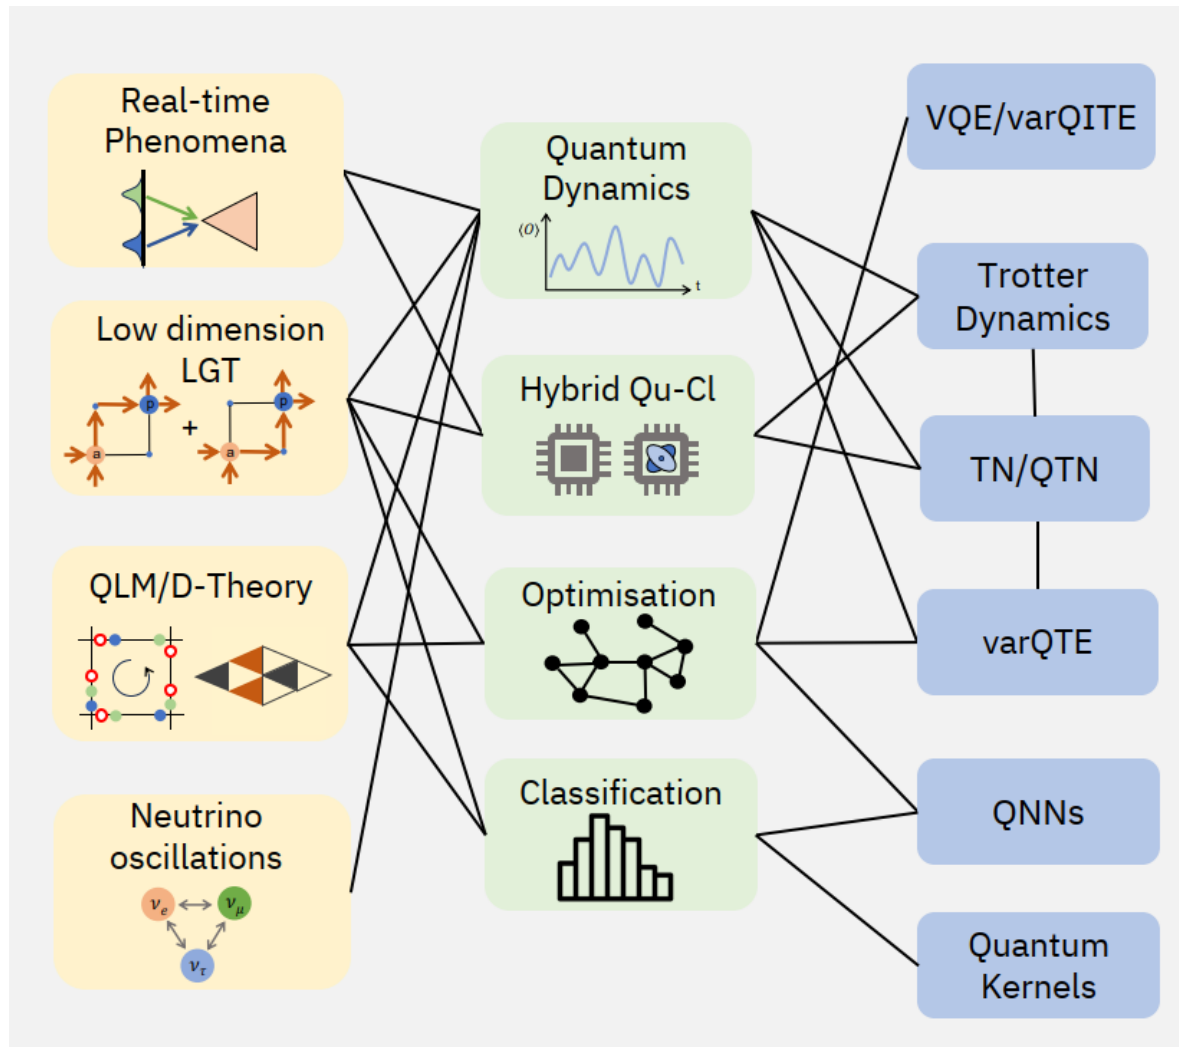 Real-time
Phenomena
Low dimension
LGT
p
p
+
a
a
QLM/D-Theory
Neutrino
oscillations
νe
νμ
ντ
Quantum
Dynamics
⟨O⟩
t
Hybrid Qu-Cl
Optimisation
Classification
VQE/varQITE
Trotter
Dynamics
TN/QTN
varQTE
QNNs
Quantum
Kernels